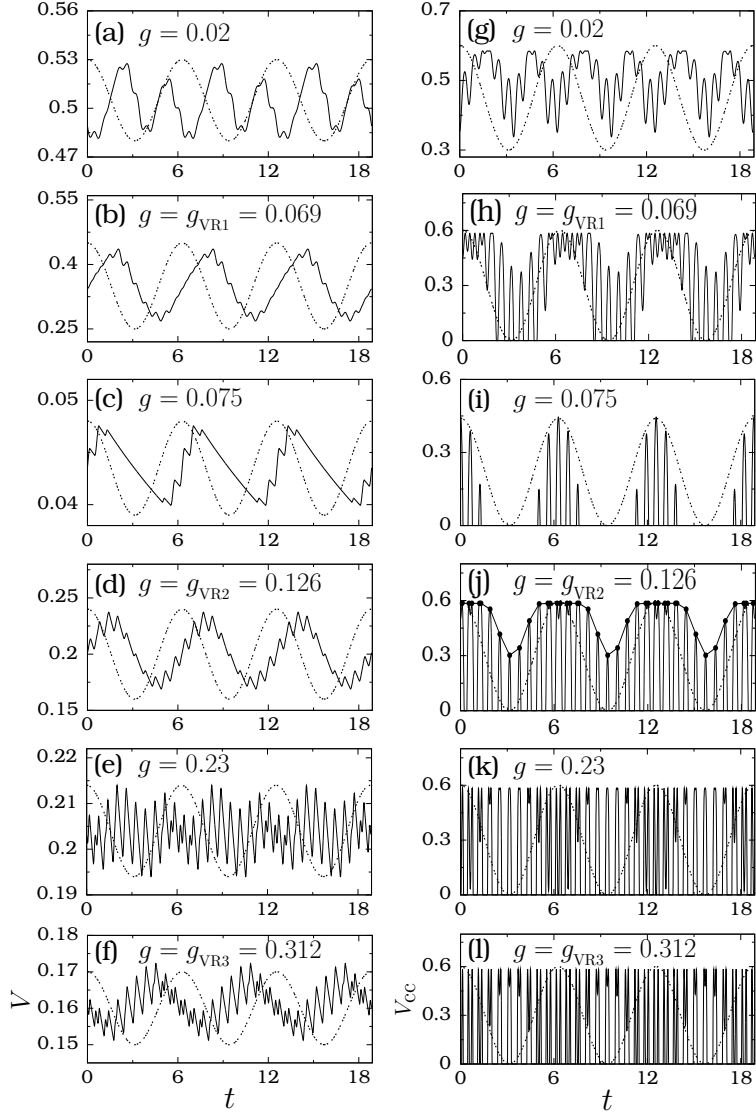 (a) g = 0.02
0.56
0.53
0.5
0.47
0 6 12 18
(b) g = g_VR1 = 0.069
0.55
0.4
0.25
0 6 12 18
(c) g = 0.075
0.05
0.04
0 6 12 18
(d) g = g_VR2 = 0.126
0.25
0.2
0.15
0 6 12 18
(e) g = 0.23
0.22
0.21
0.2
0.19
0 6 12 18
(f) g = g_VR3 = 0.312
0.18
0.17
0.16
0.15
V
0 6 12 18
t
(g) g = 0.02
0.7
0.5
0.3
0 6 12 18
(h) g = g_VR1 = 0.069
0.6
0.3
0
0 6 12 18
(i) g = 0.075
0.6
0.3
0
0 6 12 18
(j) g = g_VR2 = 0.126
0.6
0.3
0
0 6 12 18
(k) g = 0.23
0.6
0.3
0
0 6 12 18
(l) g = g_VR3 = 0.312
0.6
0.3
0
V_cc
0 6 12 18
t